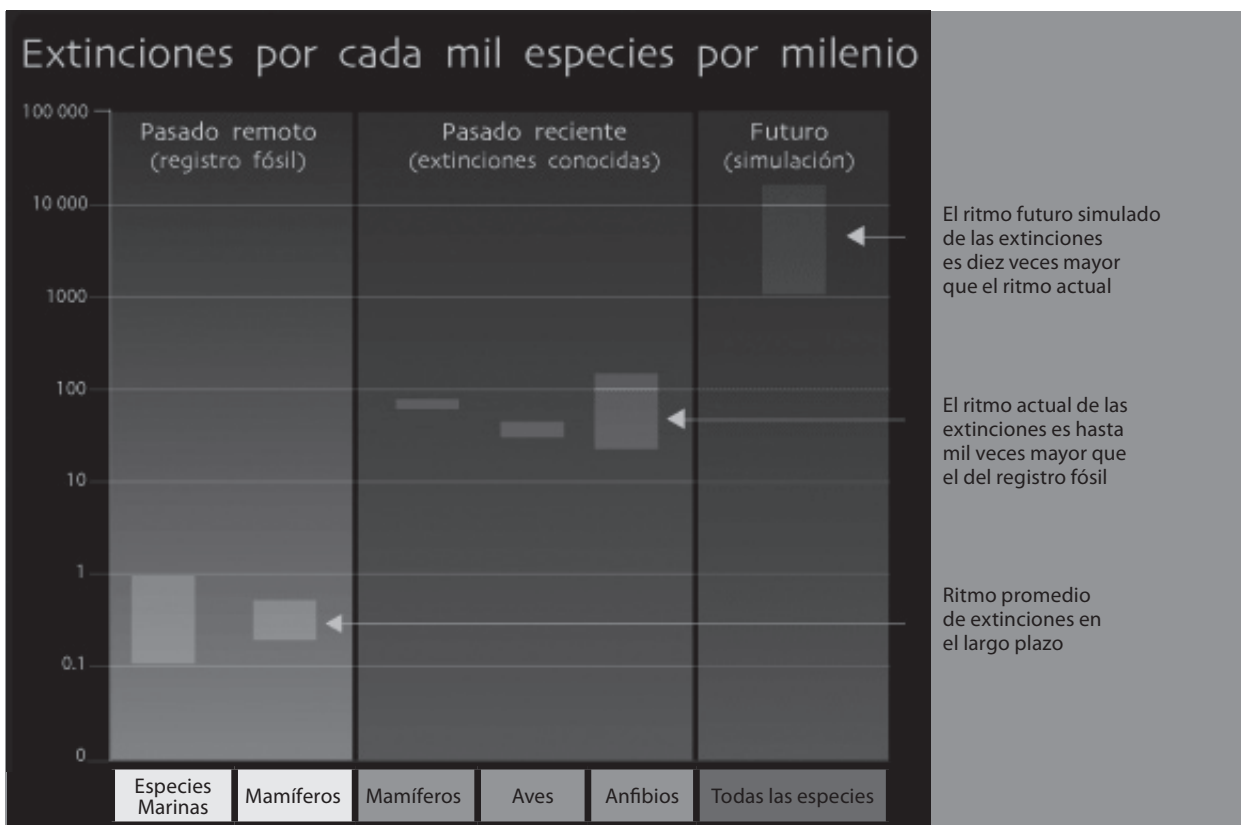 Extinciones por cada mil especies por milenio
100 000
10 000
1000
100
10
1
0.1
0
Pasado remoto
(registro fósil)
Pasado reciente
(extinciones conocidas)
Futuro
(simulación)
El ritmo futuro simulado
de las extinciones
es diez veces mayor
que el ritmo actual
El ritmo actual de las
extinciones es hasta
mil veces mayor que
el del registro fósil
Ritmo promedio
de extinciones en
el largo plazo
Especies
Marinas
Mamíferos
Mamíferos
Aves
Anfibios
Todas las especies